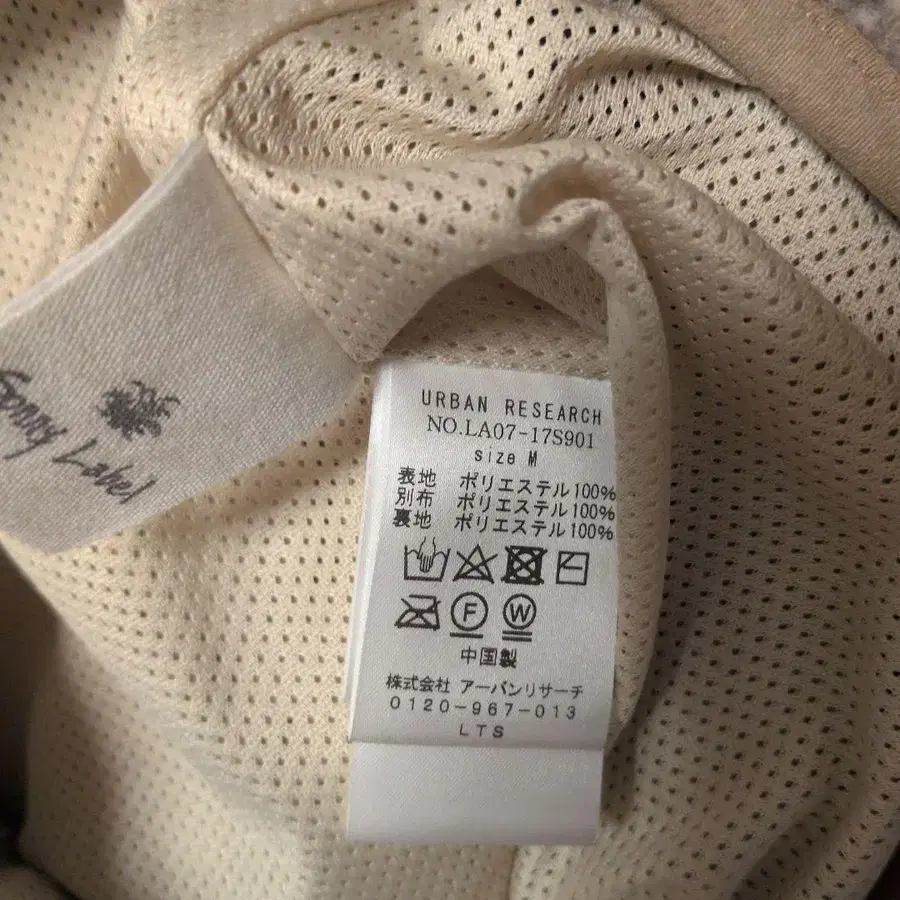 Sonny Label
URBAN RESEARCH
NO.LA07-17S901
size M
表地 ポリエステル100%
別布 ポリエステル100%
裏地 ポリエステル100%
F W
中国製
株式会社 アーバンリサーチ
0120-967-013
LTS